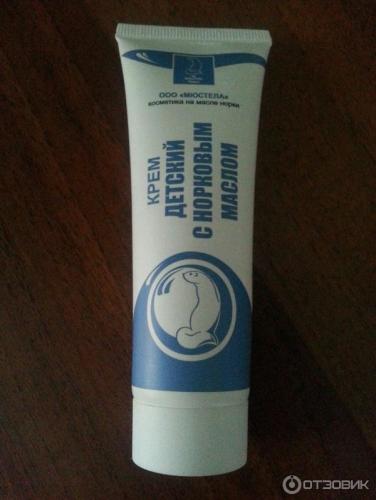 ООО «МЮСТЕЛА»
косметика на масле норки
КРЕМ
ДЕТСКИЙ
С НОРКОВЫМ
МАСЛОМ
ОТЗОВИК